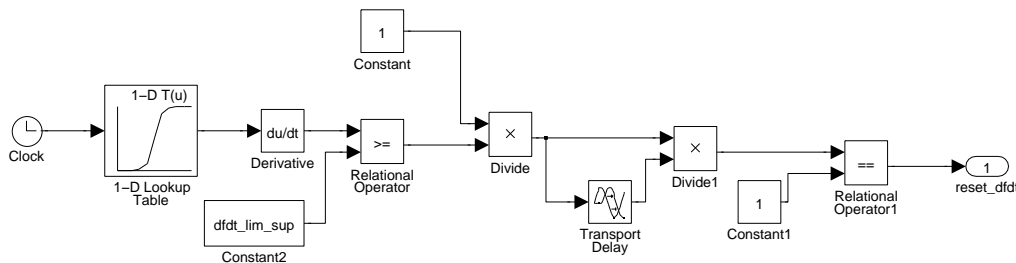 1
Constant
1-D T(u)
Clock
1-D Lookup
Table
du/dt
Derivative
>=
Relational
Operator
dfdt_lim_sup
Constant2
×
Divide
Transport
Delay
×
Divide1
1
Constant1
==
Relational
Operator1
1
reset_dfdt